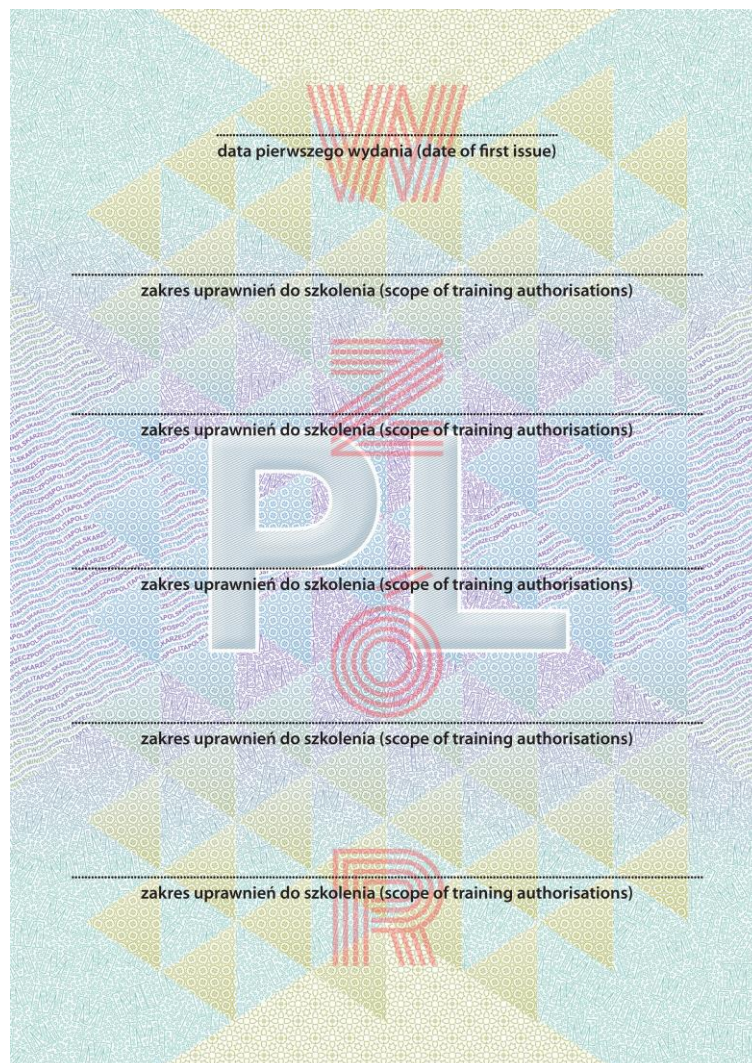 W
data pierwszego wydania (date of first issue)
zakres uprawnień do szkolenia (scope of training authorisations)
Z
zakres uprawnień do szkolenia (scope of training authorisations)
PL
zakres uprawnień do szkolenia (scope of training authorisations)
Ó
zakres uprawnień do szkolenia (scope of training authorisations)
R
zakres uprawnień do szkolenia (scope of training authorisations)